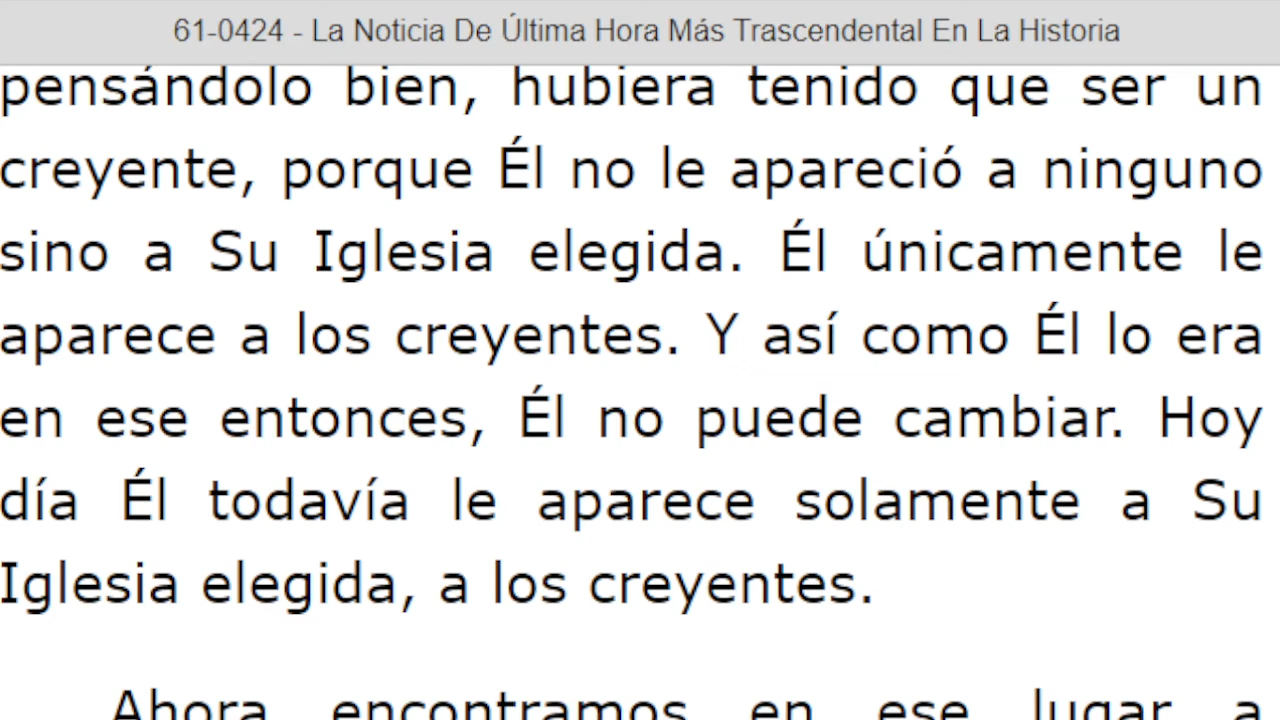 61-0424 - La Noticia De Última Hora Más Trascendental En La Historia
pensándolo bien, hubiera tenido que ser un
creyente, porque Él no le apareció a ninguno
sino a Su Iglesia elegida. Él únicamente le
aparece a los creyentes. Y así como Él lo era
en ese entonces, Él no puede cambiar. Hoy
día Él todavía le aparece solamente a Su
Iglesia elegida, a los creyentes.
Ahora encontramos en ese lugar a